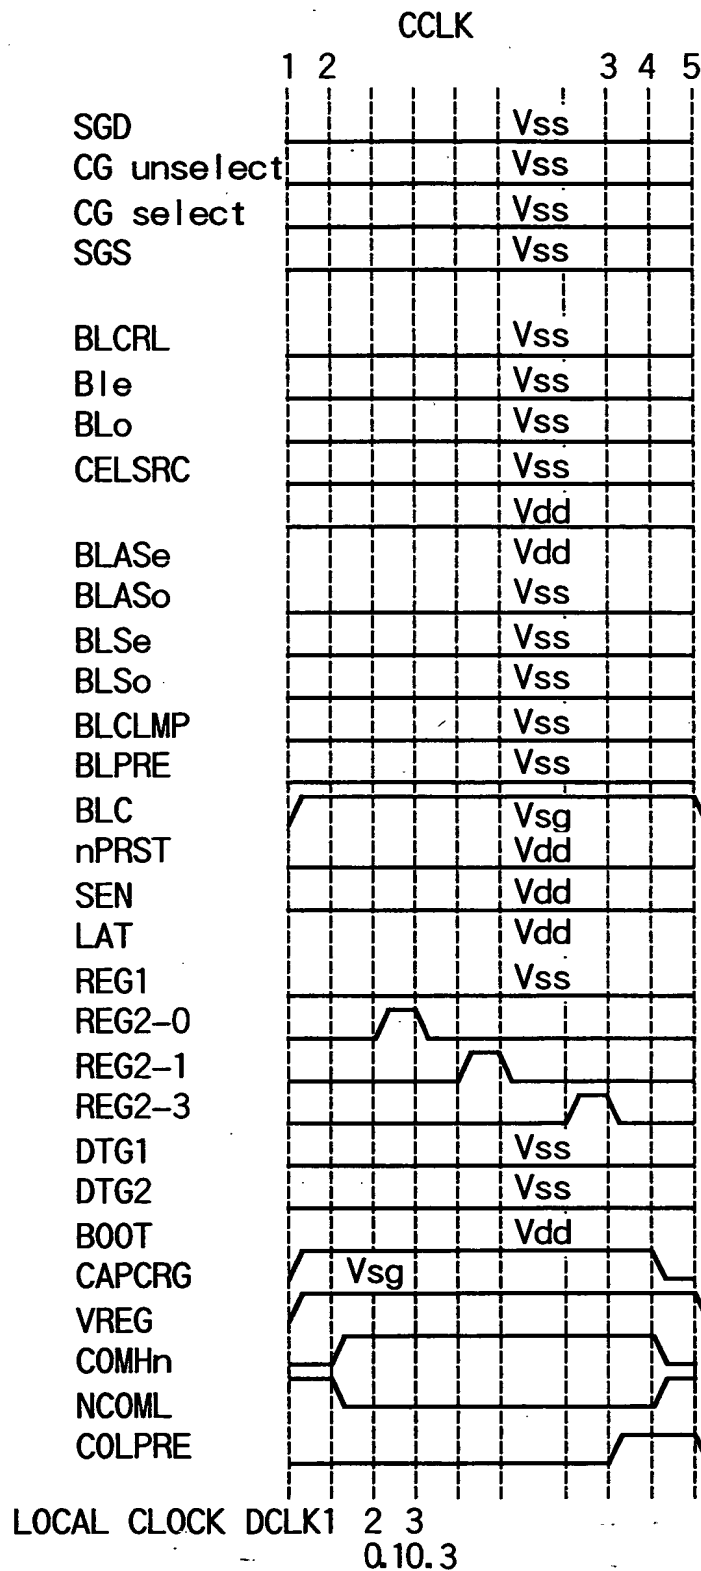 CCLK
1 2 3 4 5
SGD Vss
CG unselect Vss
CG select Vss
SGS Vss
BLCRL Vss
Ble Vss
BLo Vss
CELSRC Vss
Vdd
BLASe Vdd
BLASo Vss
BLSe Vss
BLSo Vss
BLCLMP Vss
BLPRE Vss
BLC Vsg
nPRST Vdd
SEN Vdd
LAT Vdd
REG1 Vss
REG2-0
REG2-1
REG2-3
DTG1 Vss
DTG2 Vss
BOOT Vdd
CAPCRG Vsg
VREG
COMHn
NCOML
COLPRE
LOCAL CLOCK DCLK1 2 3
0.10.3